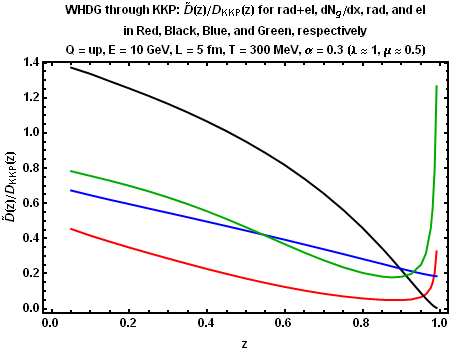 WHDG through KKP: D̃(z)/D_KKP(z) for rad+el, dN_g/dx, rad, and el
in Red, Black, Blue, and Green, respectively
Q = up, E = 10 GeV, L = 5 fm, T = 300 MeV, α = 0.3 (λ ≈ 1, μ ≈ 0.5)
1.4
1.2
1.0
0.8
0.6
0.4
0.2
0.0
D̃(z)/D_KKP(z)
0.0 0.2 0.4 0.6 0.8 1.0
z